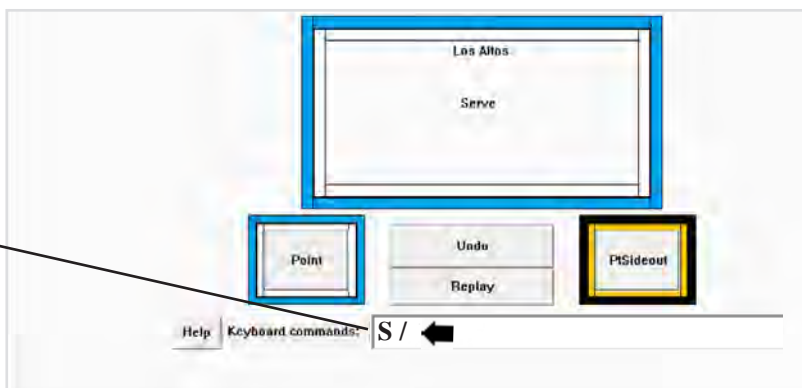 Los Altos
Serve
Point
Undo
PtSideout
Replay
Help Keyboard commands: S /